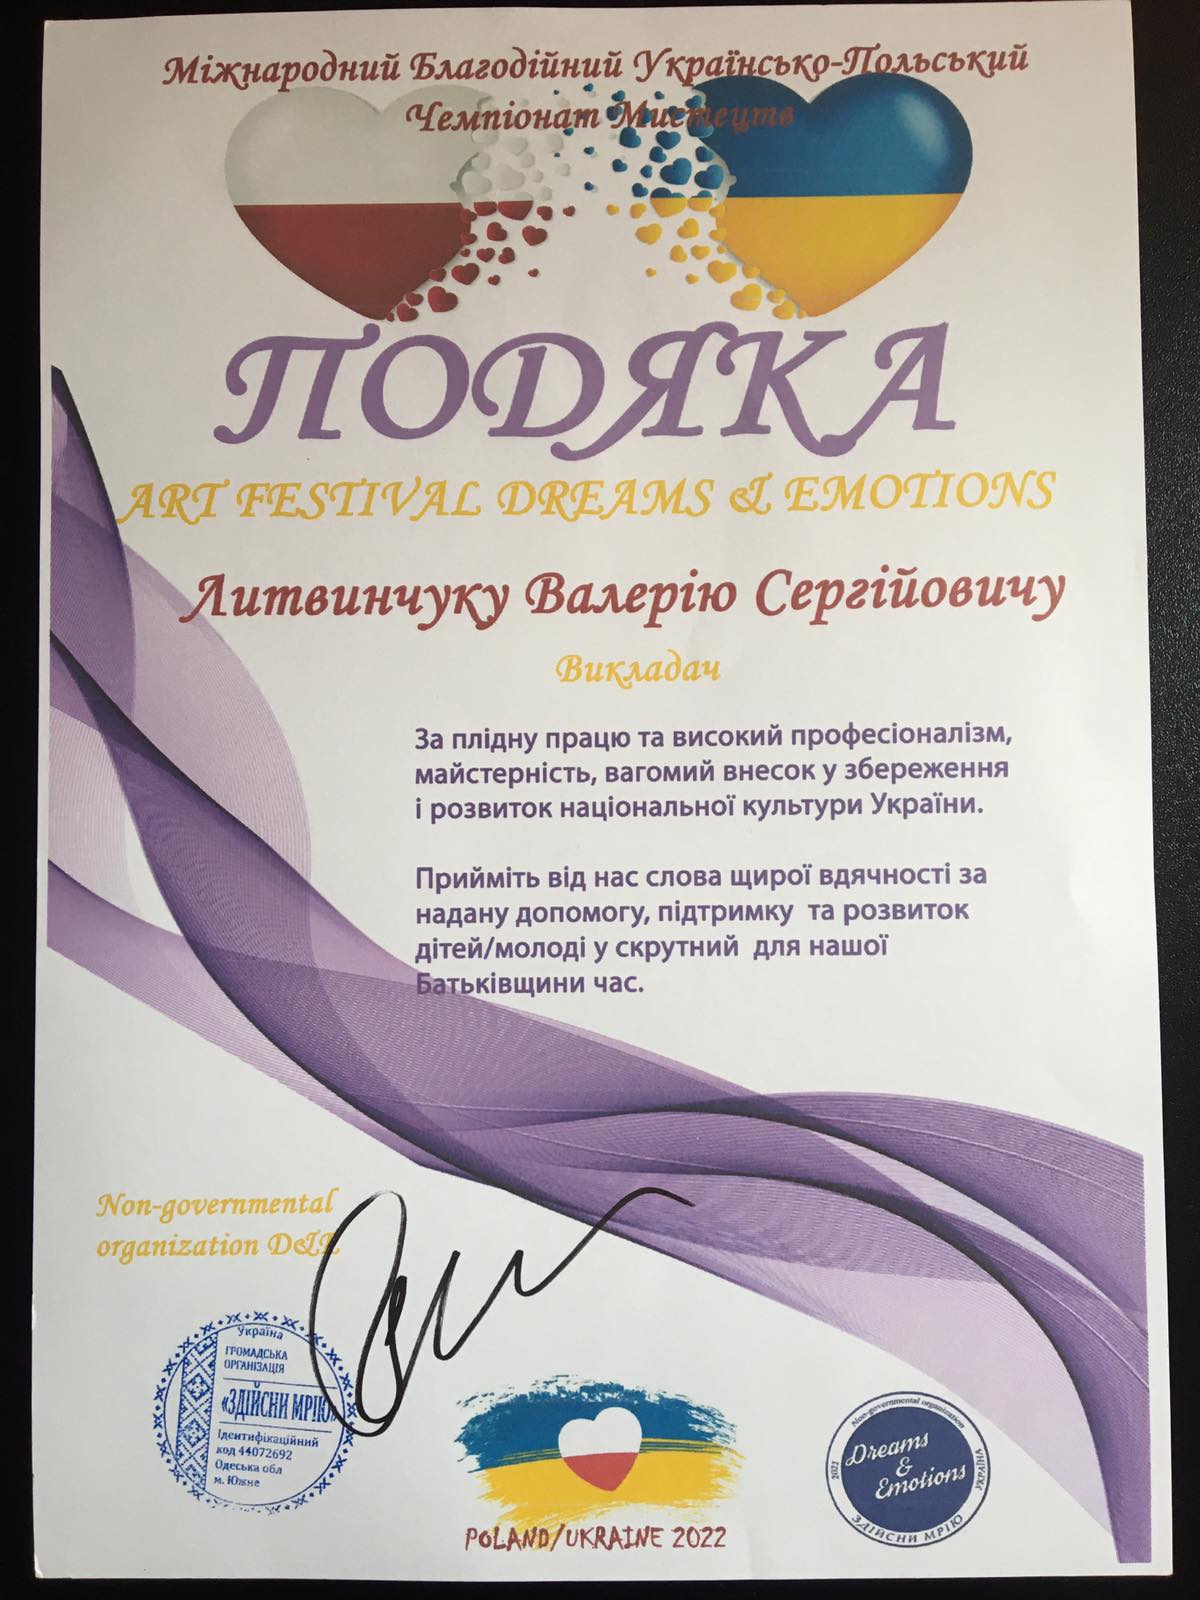 Міжнародний Благодійний Українсько-Польський
Чемпіонат Мистецтв
ПОДЯКА
ART FESTIVAL DREAMS & EMOTIONS
Литвинчуку Валерію Сергійовичу
Викладач
За плідну працю та високий професіоналізм,
майстерність, вагомий внесок у збереження
і розвиток національної культури України.
Прийміть від нас слова щирої вдячності за
надану допомогу, підтримку та розвиток
дітей/молоді у скрутний для нашої
Батьківщини час.
Non-governmental
organization D&E
Україна
ГРОМАДСЬКА
ОРГАНІЗАЦІЯ
«ЗДІЙСНИ МРІЮ»
Ідентифікаційний
код 44072692
Одеська обл
м. Южне
POLAND/UKRAINE 2022
Non-governmental organization
2022
Dreams
&
Emotions
УКРАЇНА
ЗДІЙСНИ МРІЮ